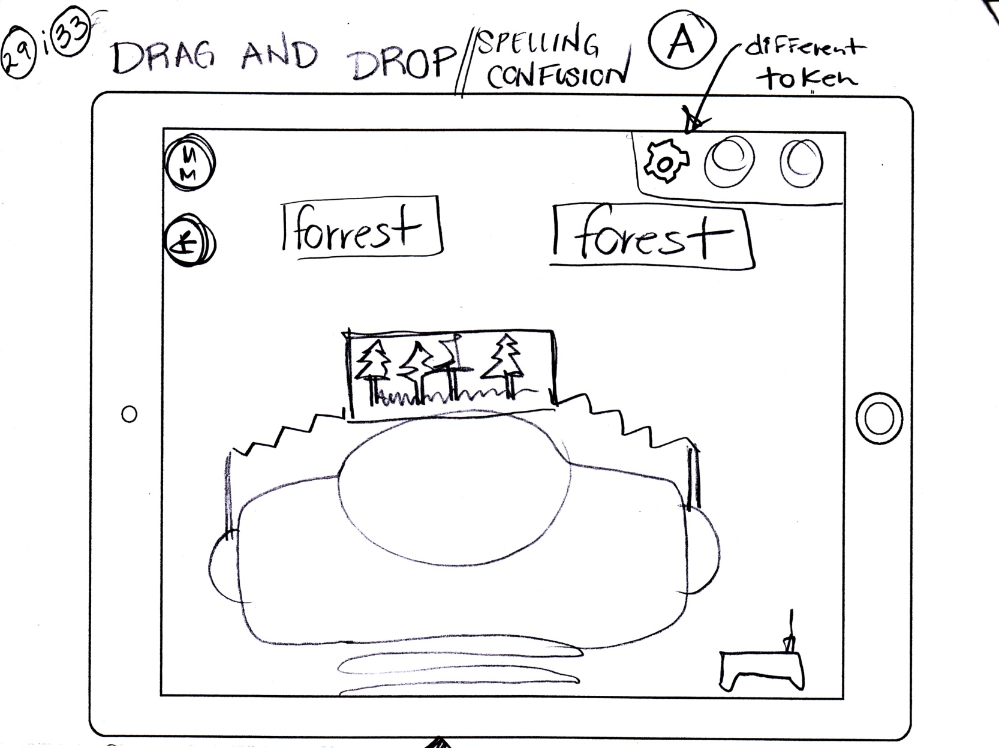 29 i 33
DRAG AND DROP // SPELLING
CONFUSION
A
different
token
forrest
forest